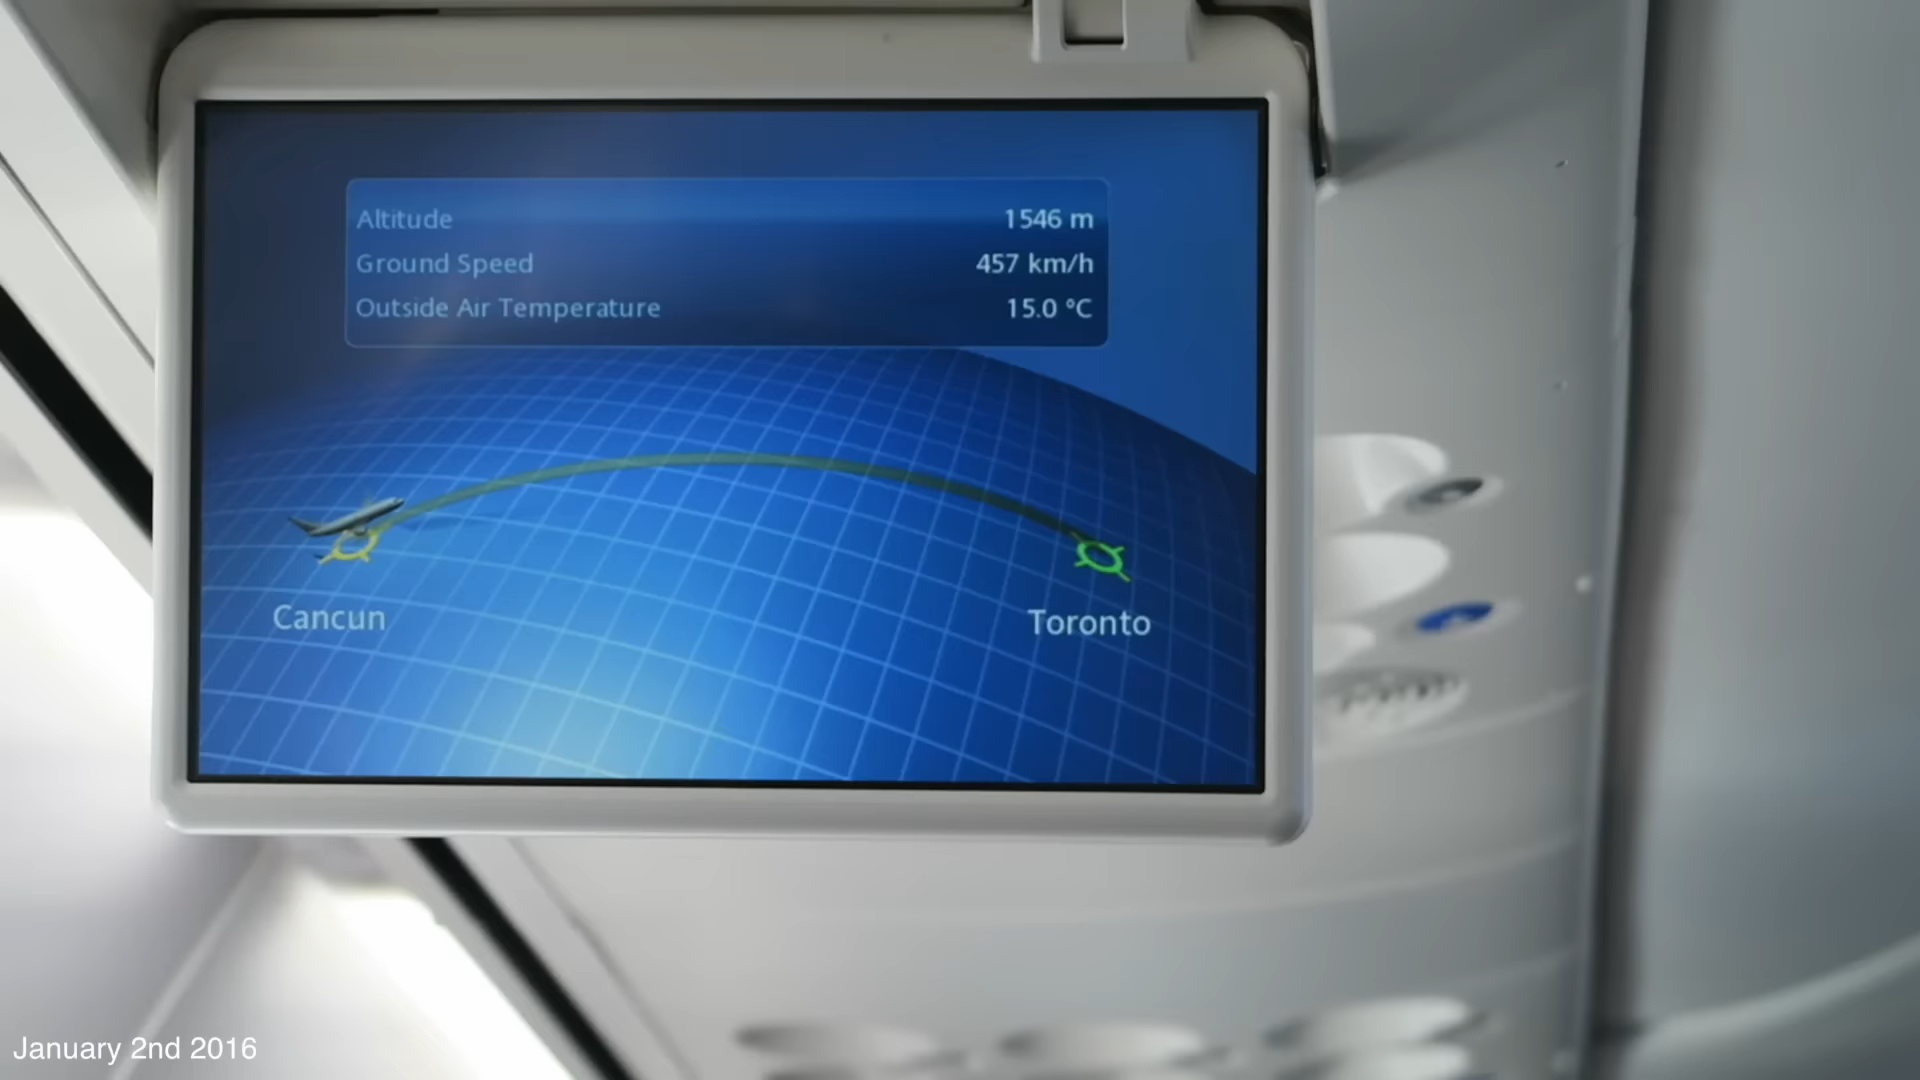 Altitude 1546 m
Ground Speed 457 km/h
Outside Air Temperature 15.0 °C
Cancun
Toronto
January 2nd 2016